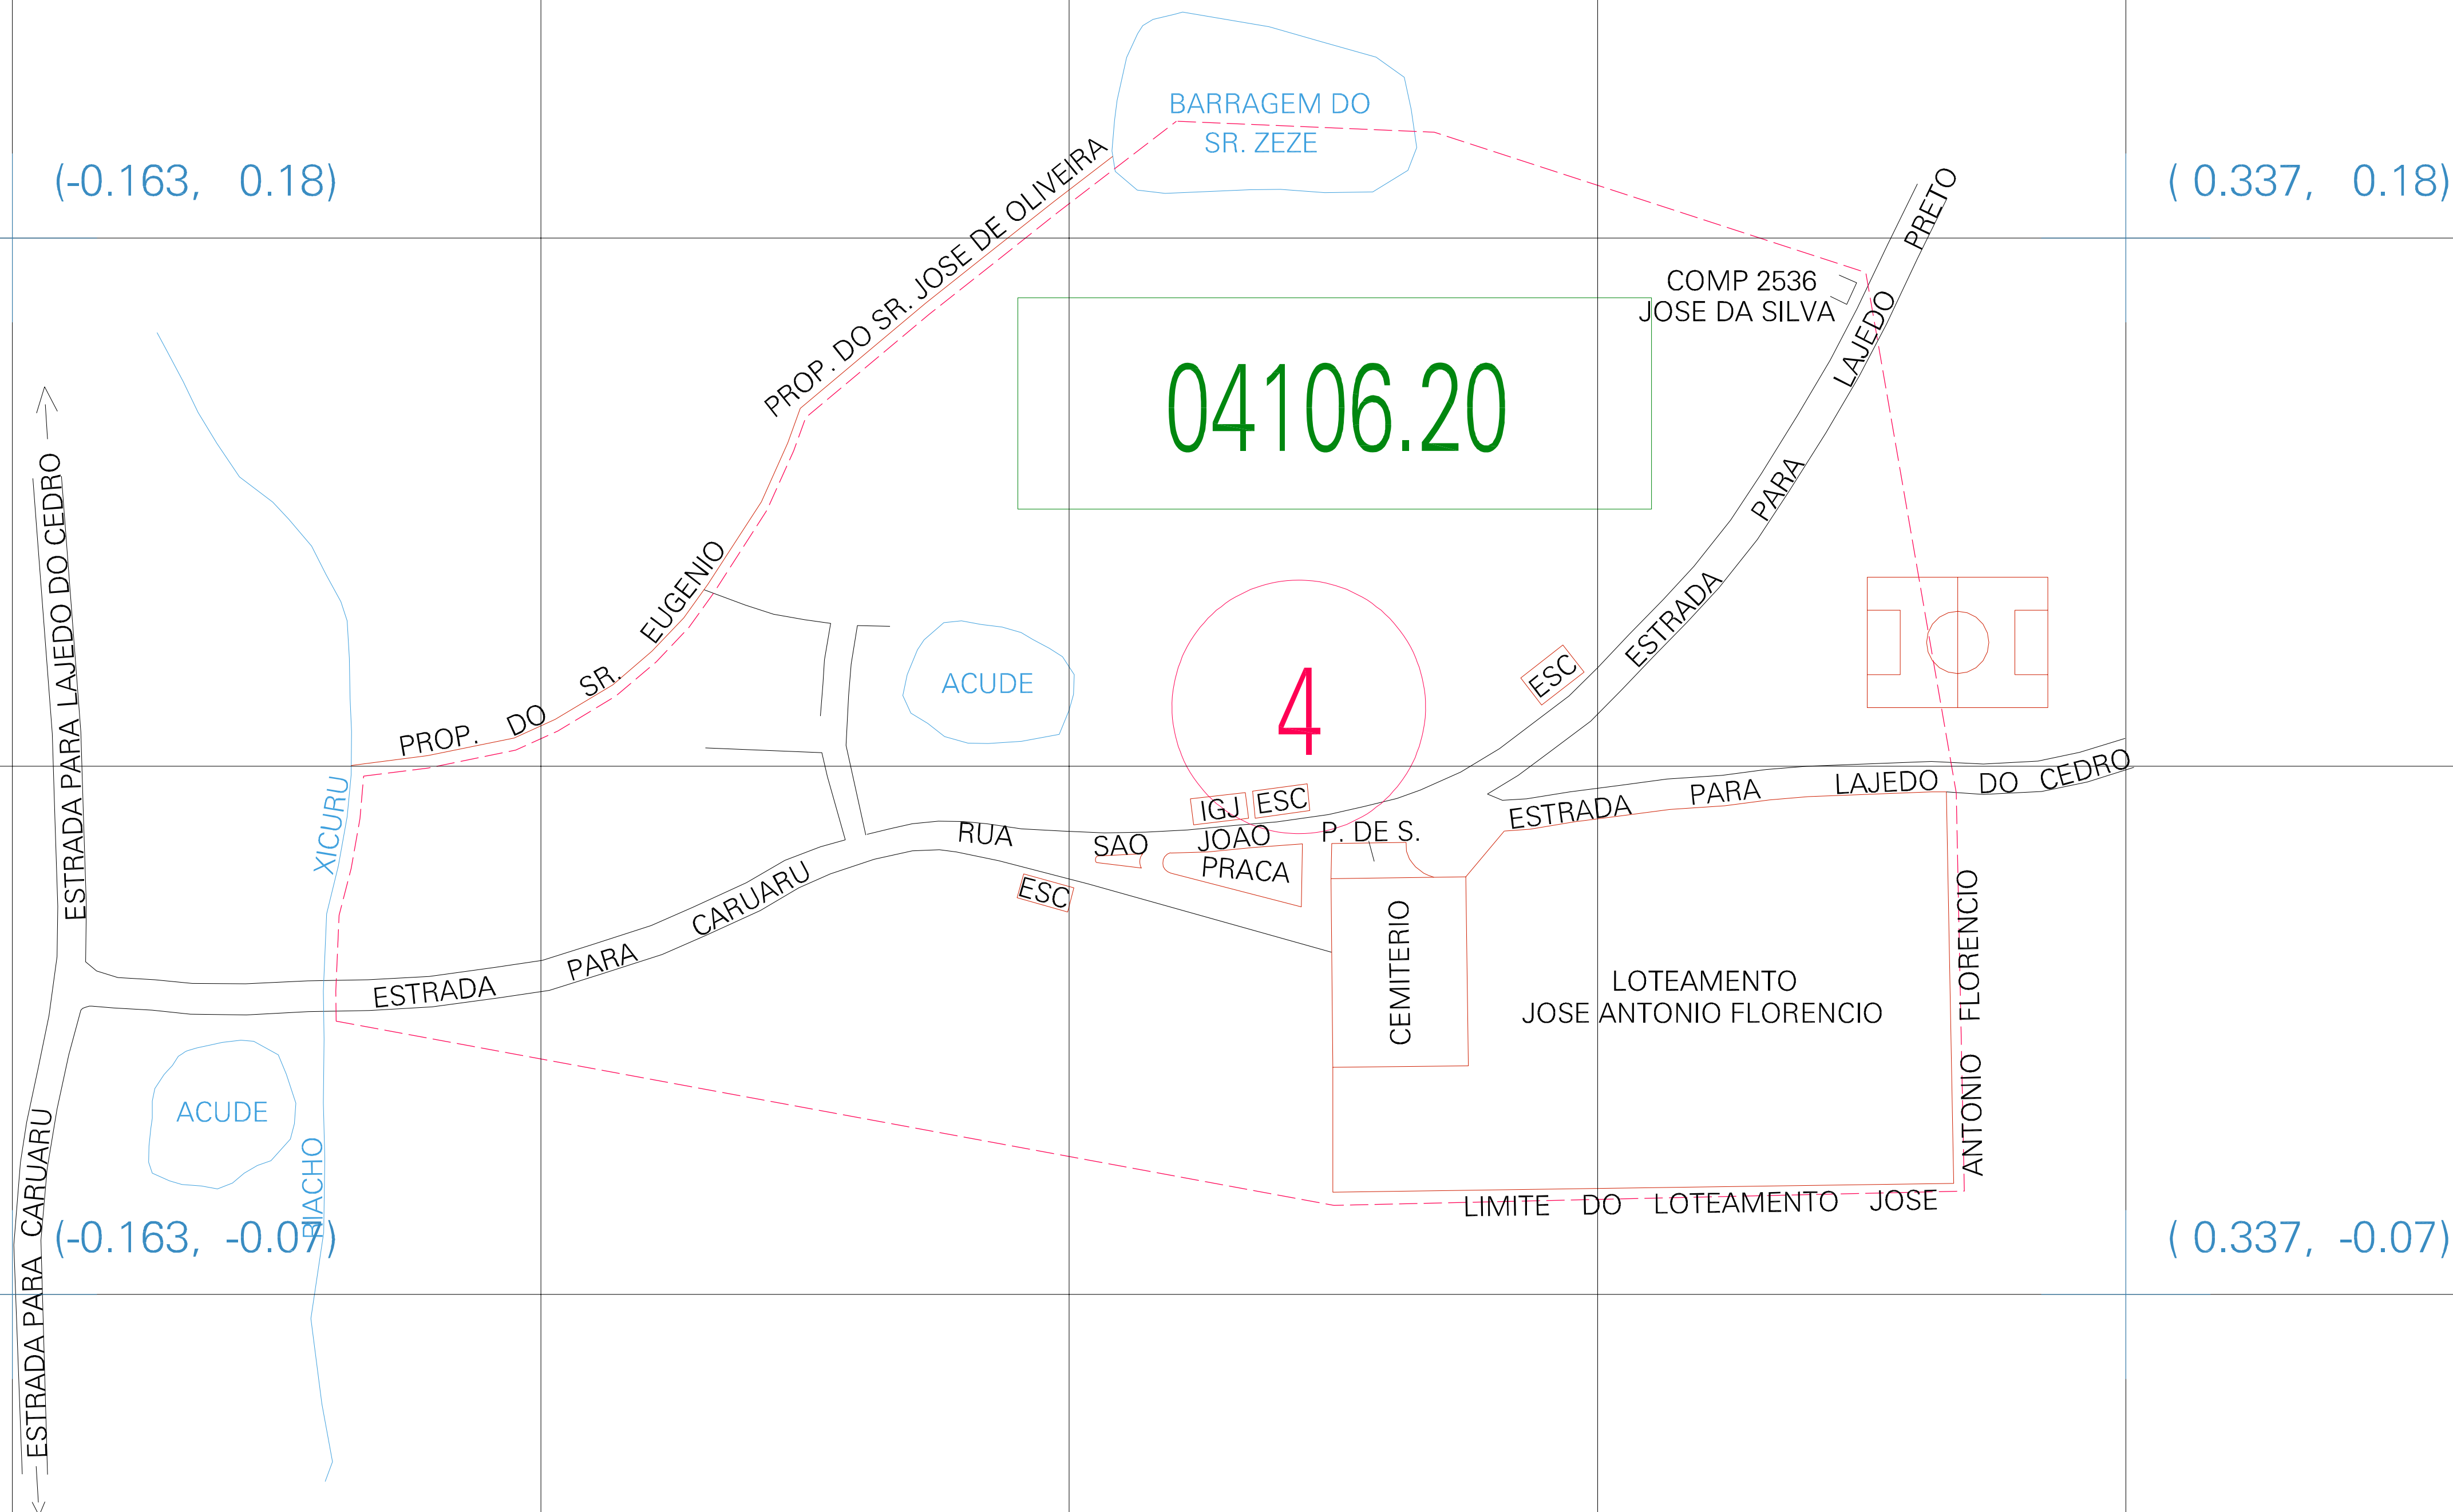 BARRAGEM DO
SR. ZEZE
(-0.163, 0.18)
( 0.337, 0.18)
PROP. DO SR. JOSE DE OLIVEIRA
COMP 2536
JOSE DA SILVA
ESTRADA PARA LAJEDO PRETO
04106.20
ESTRADA PARA LAJEDO DO CEDRO
PROP. DO SR. EUGENIO
ACUDE
4
ESC
XICURU
IGJ
ESC
ESTRADA PARA LAJEDO DO CEDRO
RUA SAO JOAO
P. DE S.
PRACA
ESC
ESTRADA PARA CARUARU
CEMITERIO
LOTEAMENTO
JOSE ANTONIO FLORENCIO
ACUDE
RIACHO
LIMITE DO LOTEAMENTO JOSE ANTONIO FLORENCIO
ESTRADA PARA CARUARU
(-0.163, -0.07)
( 0.337, -0.07)